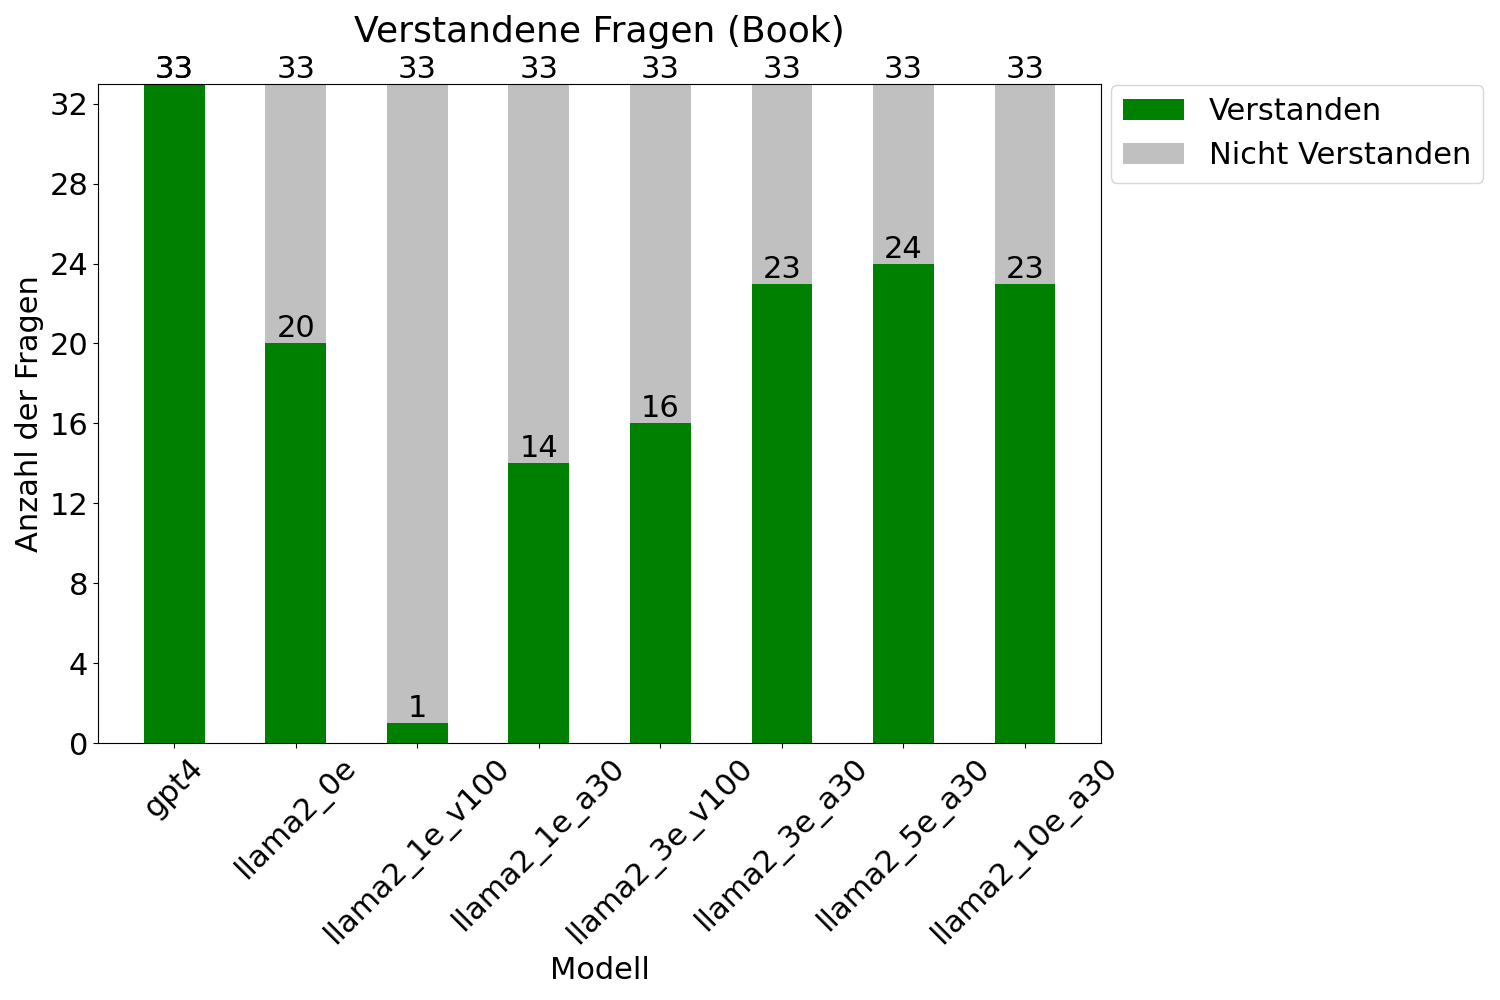 Verstandene Fragen (Book)
33 33 33 33 33 33 33 33
Verstanden
Nicht Verstanden
32
28
24
20
16
12
8
4
0
Anzahl der Fragen
20
1
14
16
23
24
23
gpt4
llama2_0e
llama2_1e_v100
llama2_1e_a30
llama2_3e_v100
llama2_3e_a30
llama2_5e_a30
llama2_10e_a30
Modell